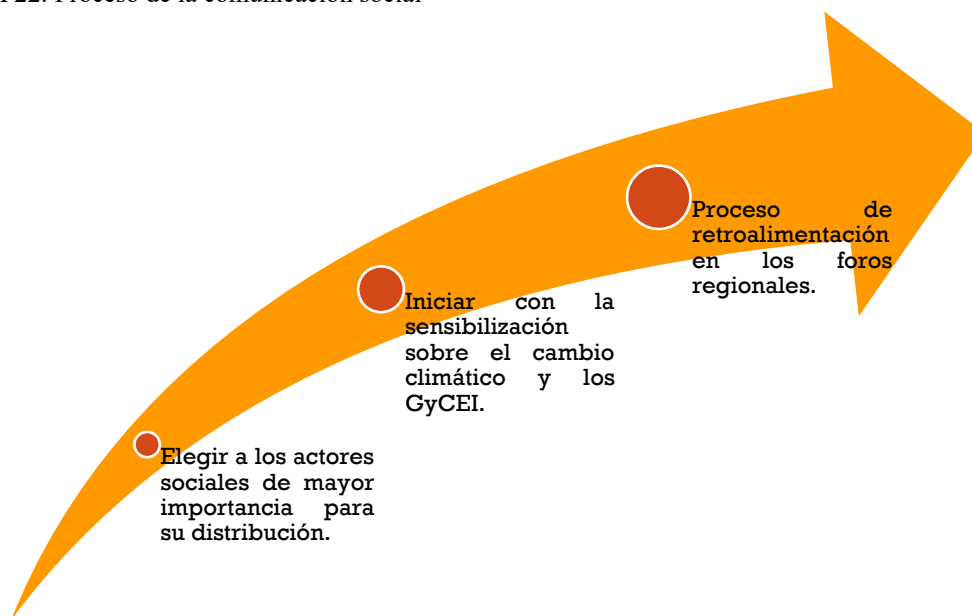 22. Proceso de la comunicación social
Elegir a los actores
sociales de mayor
importancia para
su distribución.
Iniciar con la
sensibilización
sobre el cambio
climático y los
GyCEI.
Proceso de
retroalimentación
en los foros
regionales.